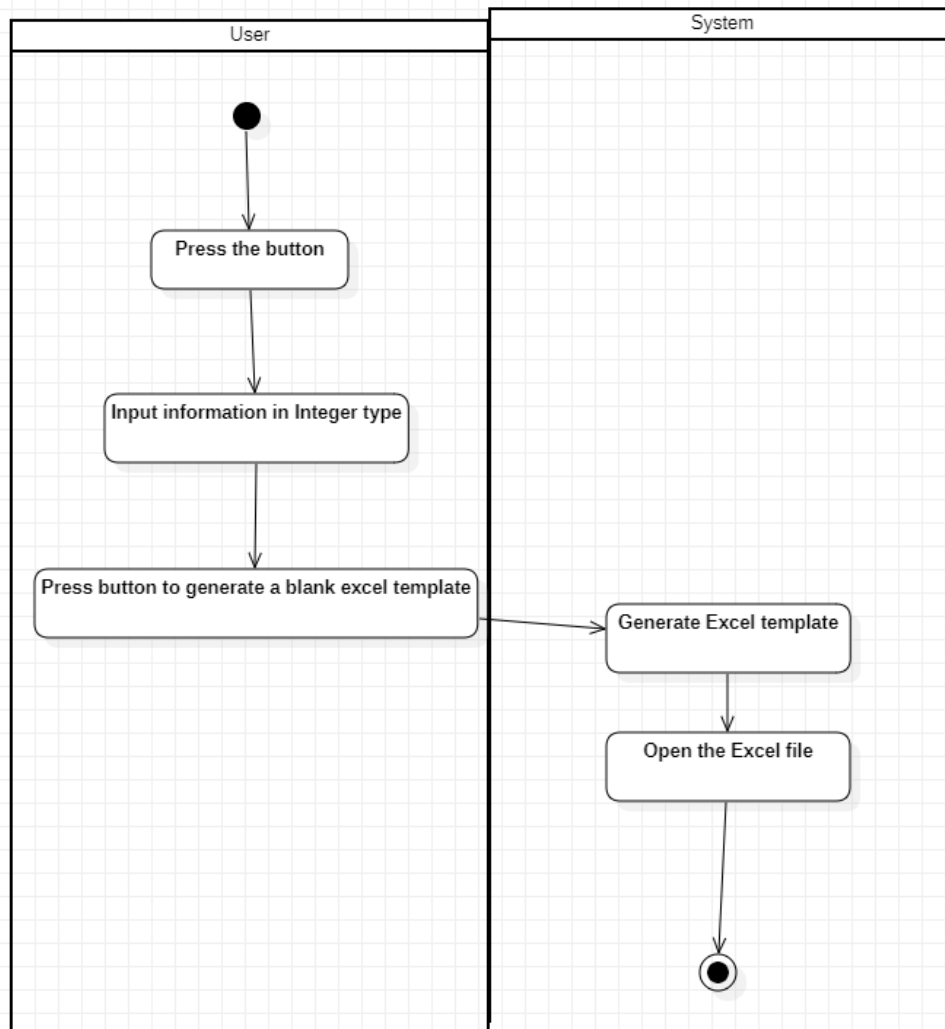 User
System
Press the button
Input information in Integer type
Press button to generate a blank excel template
Generate Excel template
Open the Excel file